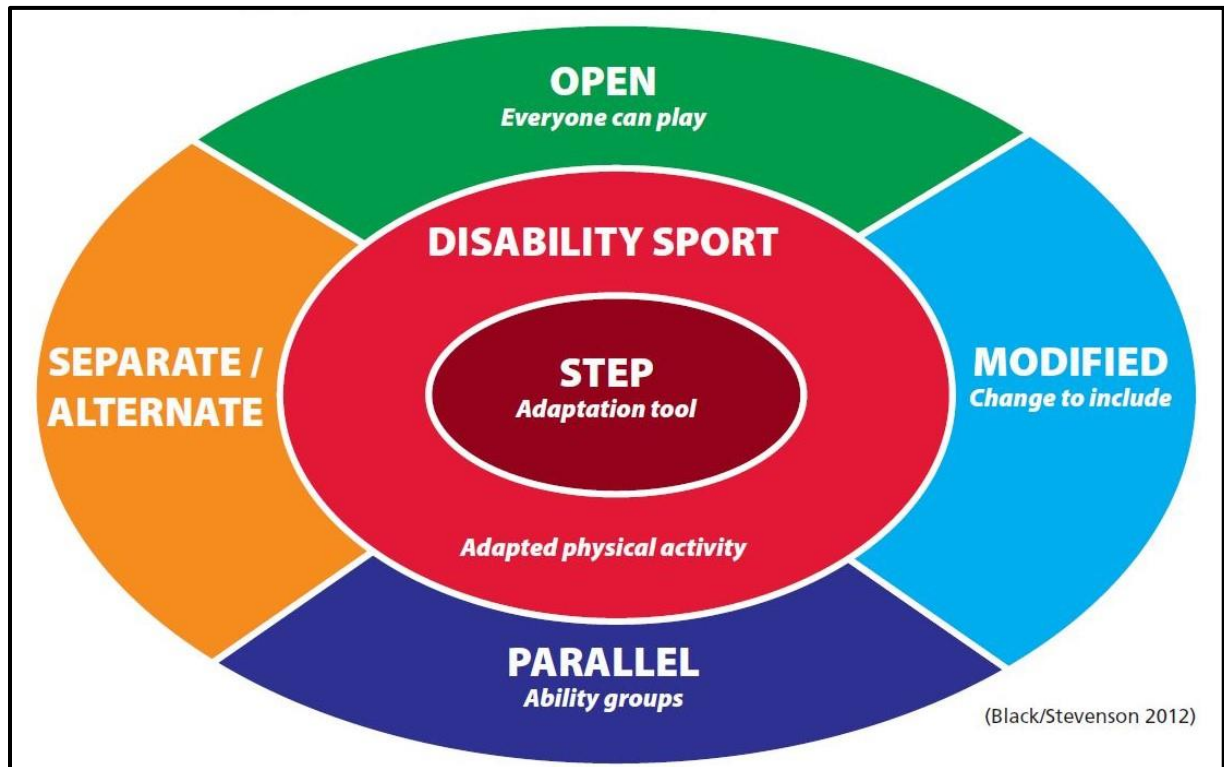 OPEN
Everyone can play
DISABILITY SPORT
SEPARATE /
ALTERNATE
STEP
Adaptation tool
MODIFIED
Change to include
Adapted physical activity
PARALLEL
Ability groups
(Black/Stevenson 2012)